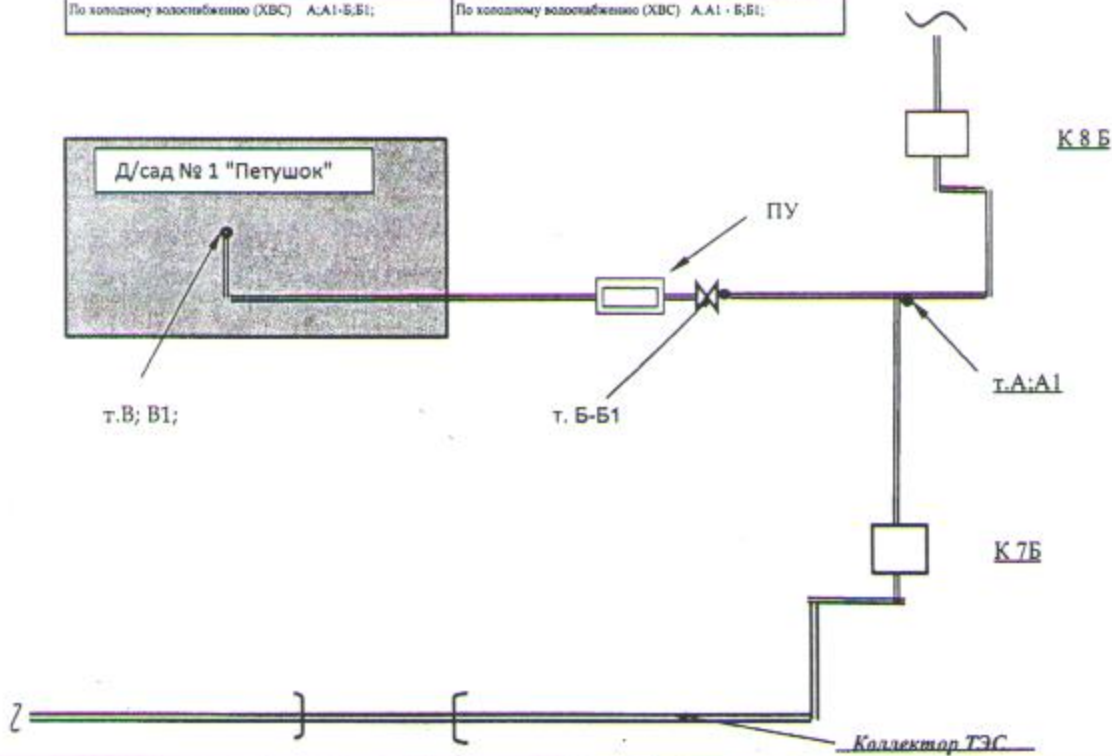 По холодному водоснабжению (ХВС) А;А1-Б,Б1;
По холодному водоснабжению (ХВС) А.А1 - Б;Б1;
К 8 Б
Д/сад № 1 "Петушок"
ПУ
т.А;А1
т.В; В1;
т. Б-Б1
К 7Б
Коллектор ТЭС